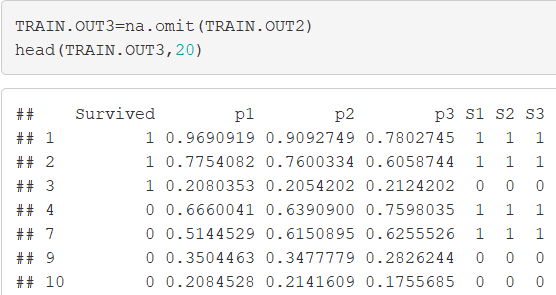 TRAIN.OUT3=na.omit(TRAIN.OUT2)
head(TRAIN.OUT3,20)
##    Survived        p1        p2        p3 S1 S2 S3
## 1         1 0.9690919 0.9092749 0.7802745  1  1  1
## 2         1 0.7754082 0.7600334 0.6058744  1  1  1
## 3         1 0.2080353 0.2054202 0.2124202  0  0  0
## 4         0 0.6660041 0.6390900 0.7598035  1  1  1
## 7         0 0.5144529 0.6150895 0.6255526  1  1  1
## 9         0 0.3504463 0.3477779 0.2826244  0  0  0
## 10        0 0.2084528 0.2141609 0.1755685  0  0  0